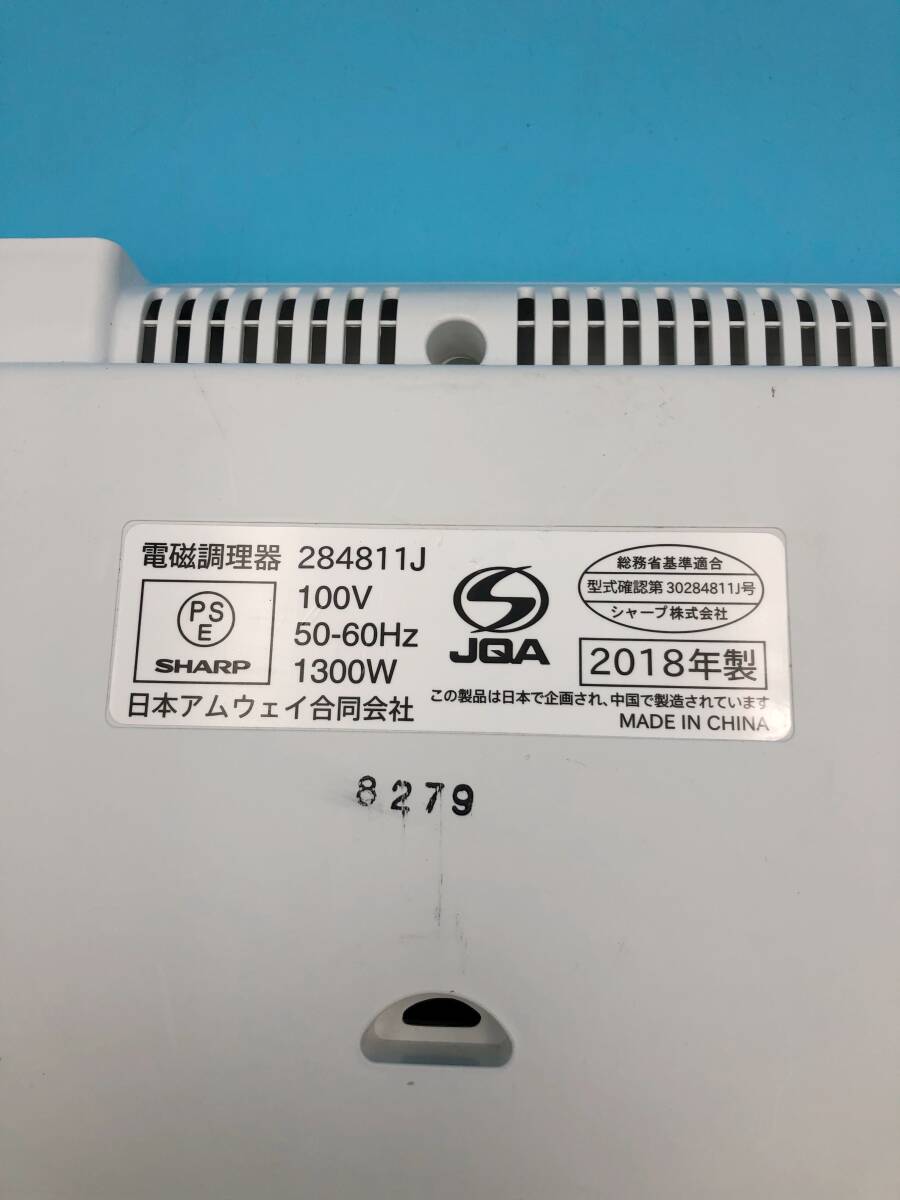 電磁調理器 284811J
PS
E
SHARP
100V
50-60Hz
1300W
日本アムウェイ合同会社
JQA
総務省基準適合
型式確認第30284811J号
シャープ株式会社
2018年製
この製品は日本で企画され、中国で製造されています
MADE IN CHINA
8279